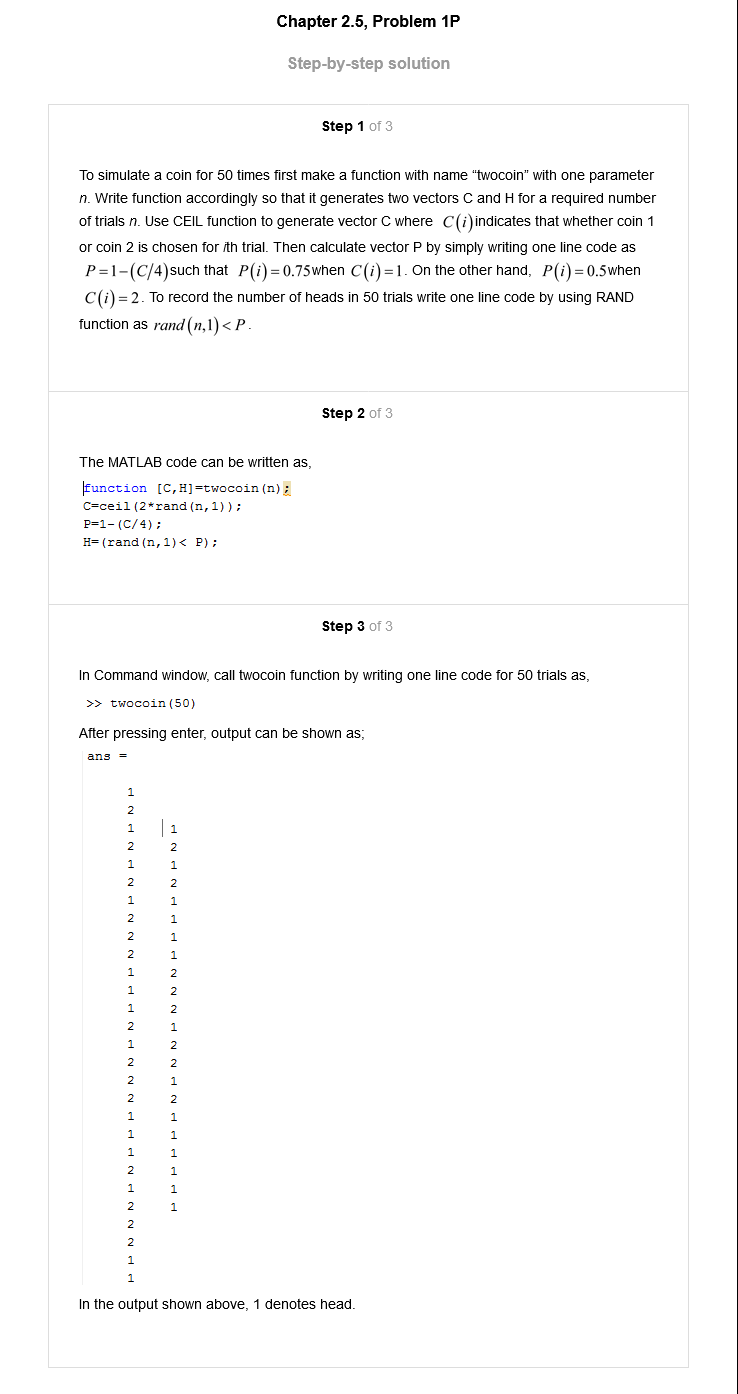 Chapter 2.5, Problem 1P
Step-by-step solution
Step 1 of 3
To simulate a coin for 50 times first make a function with name “twocoin” with one parameter
n. Write function accordingly so that it generates two vectors C and H for a required number
of trials n. Use CEIL function to generate vector C where C(i)indicates that whether coin 1
or coin 2 is chosen for ith trial. Then calculate vector P by simply writing one line code as
P=1−(C/4)such that P(i)=0.75when C(i)=1. On the other hand, P(i)=0.5when
C(i)=2. To record the number of heads in 50 trials write one line code by using RAND
function as rand(n,1)<P.
Step 2 of 3
The MATLAB code can be written as,
function [C,H]=twocoin(n);
C=ceil(2*rand(n,1));
P=1-(C/4);
H=(rand(n,1)< P);
Step 3 of 3
In Command window, call twocoin function by writing one line code for 50 trials as,
>> twocoin(50)
After pressing enter, output can be shown as;
ans =
1
2
1 1
2 2
1 1
2 2
1 1
2 1
2 1
2 1
1 2
1 2
1 2
2 1
1 2
2 2
2 1
2 2
1 1
1 1
1 1
2 1
1 1
2 1
2
2
1
1
In the output shown above, 1 denotes head.